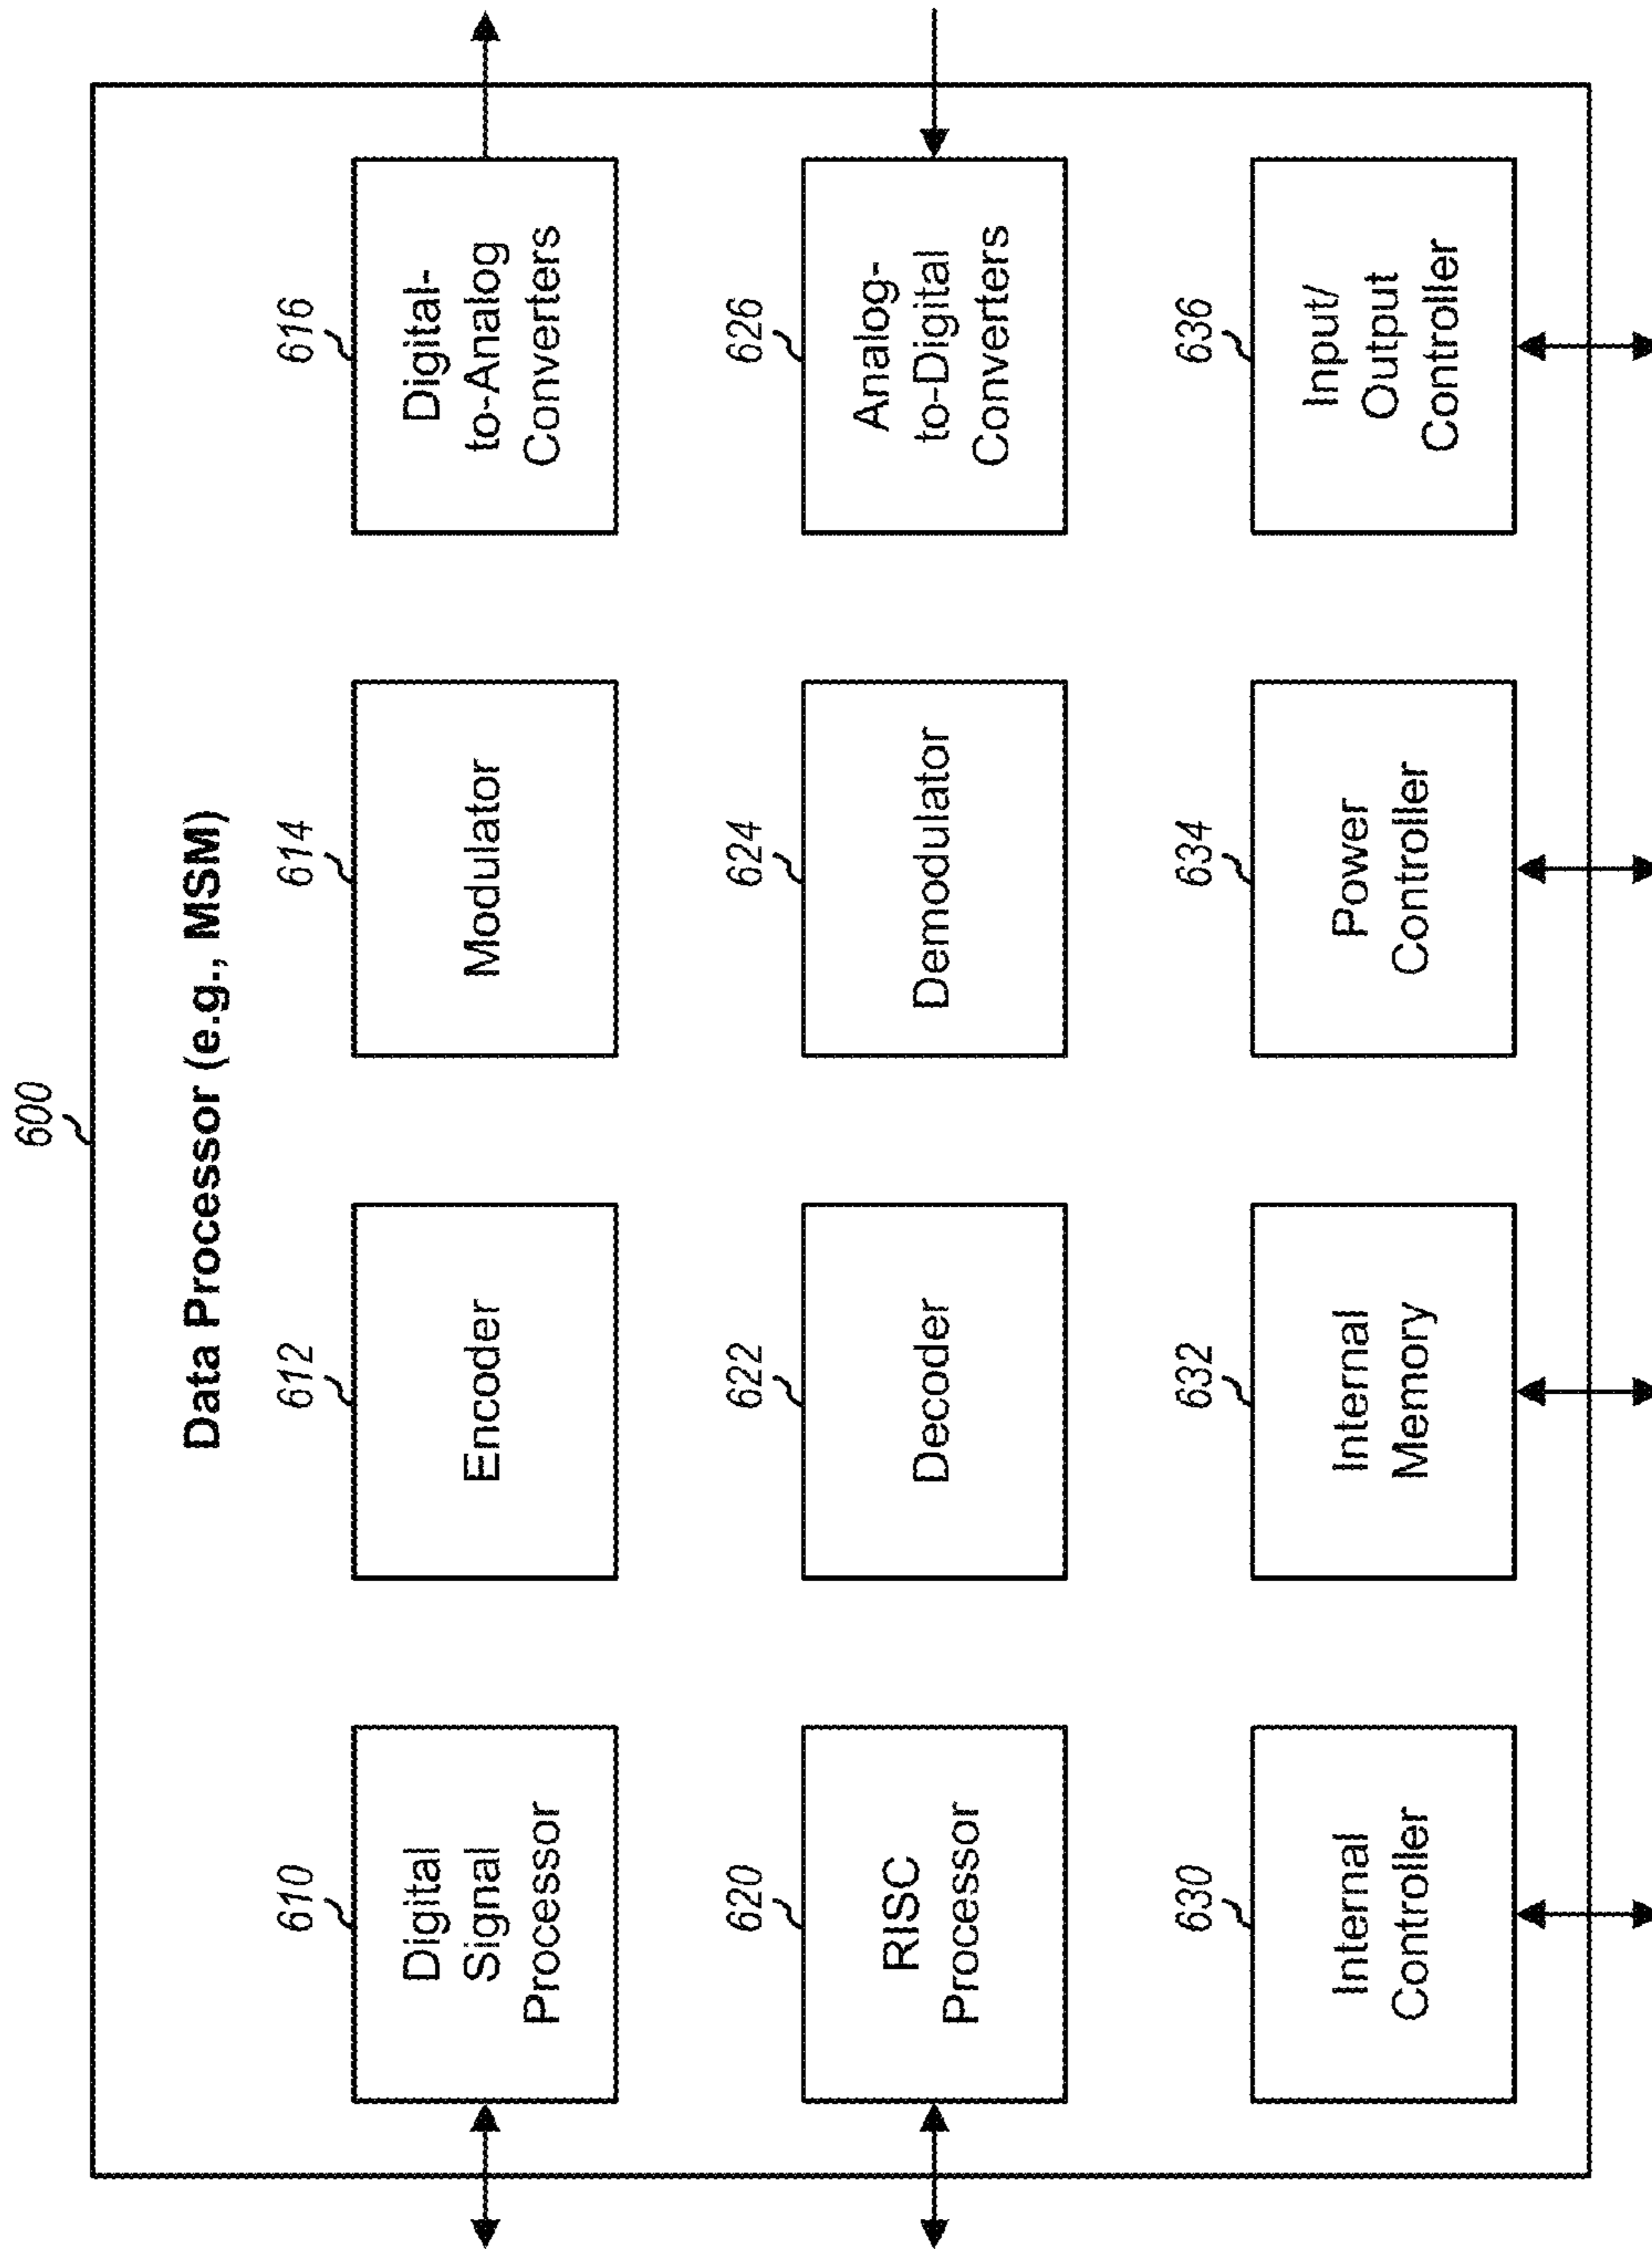 600
Data Processor (e.g., MSM)
610
Digital
Signal
Processor
612
Encoder
614
Modulator
616
Digital-
to-Analog
Converters
620
RISC
Processor
622
Decoder
624
Demodulator
626
Analog-
to-Digital
Converters
630
Internal
Controller
632
Internal
Memory
634
Power
Controller
636
Input/
Output
Controller